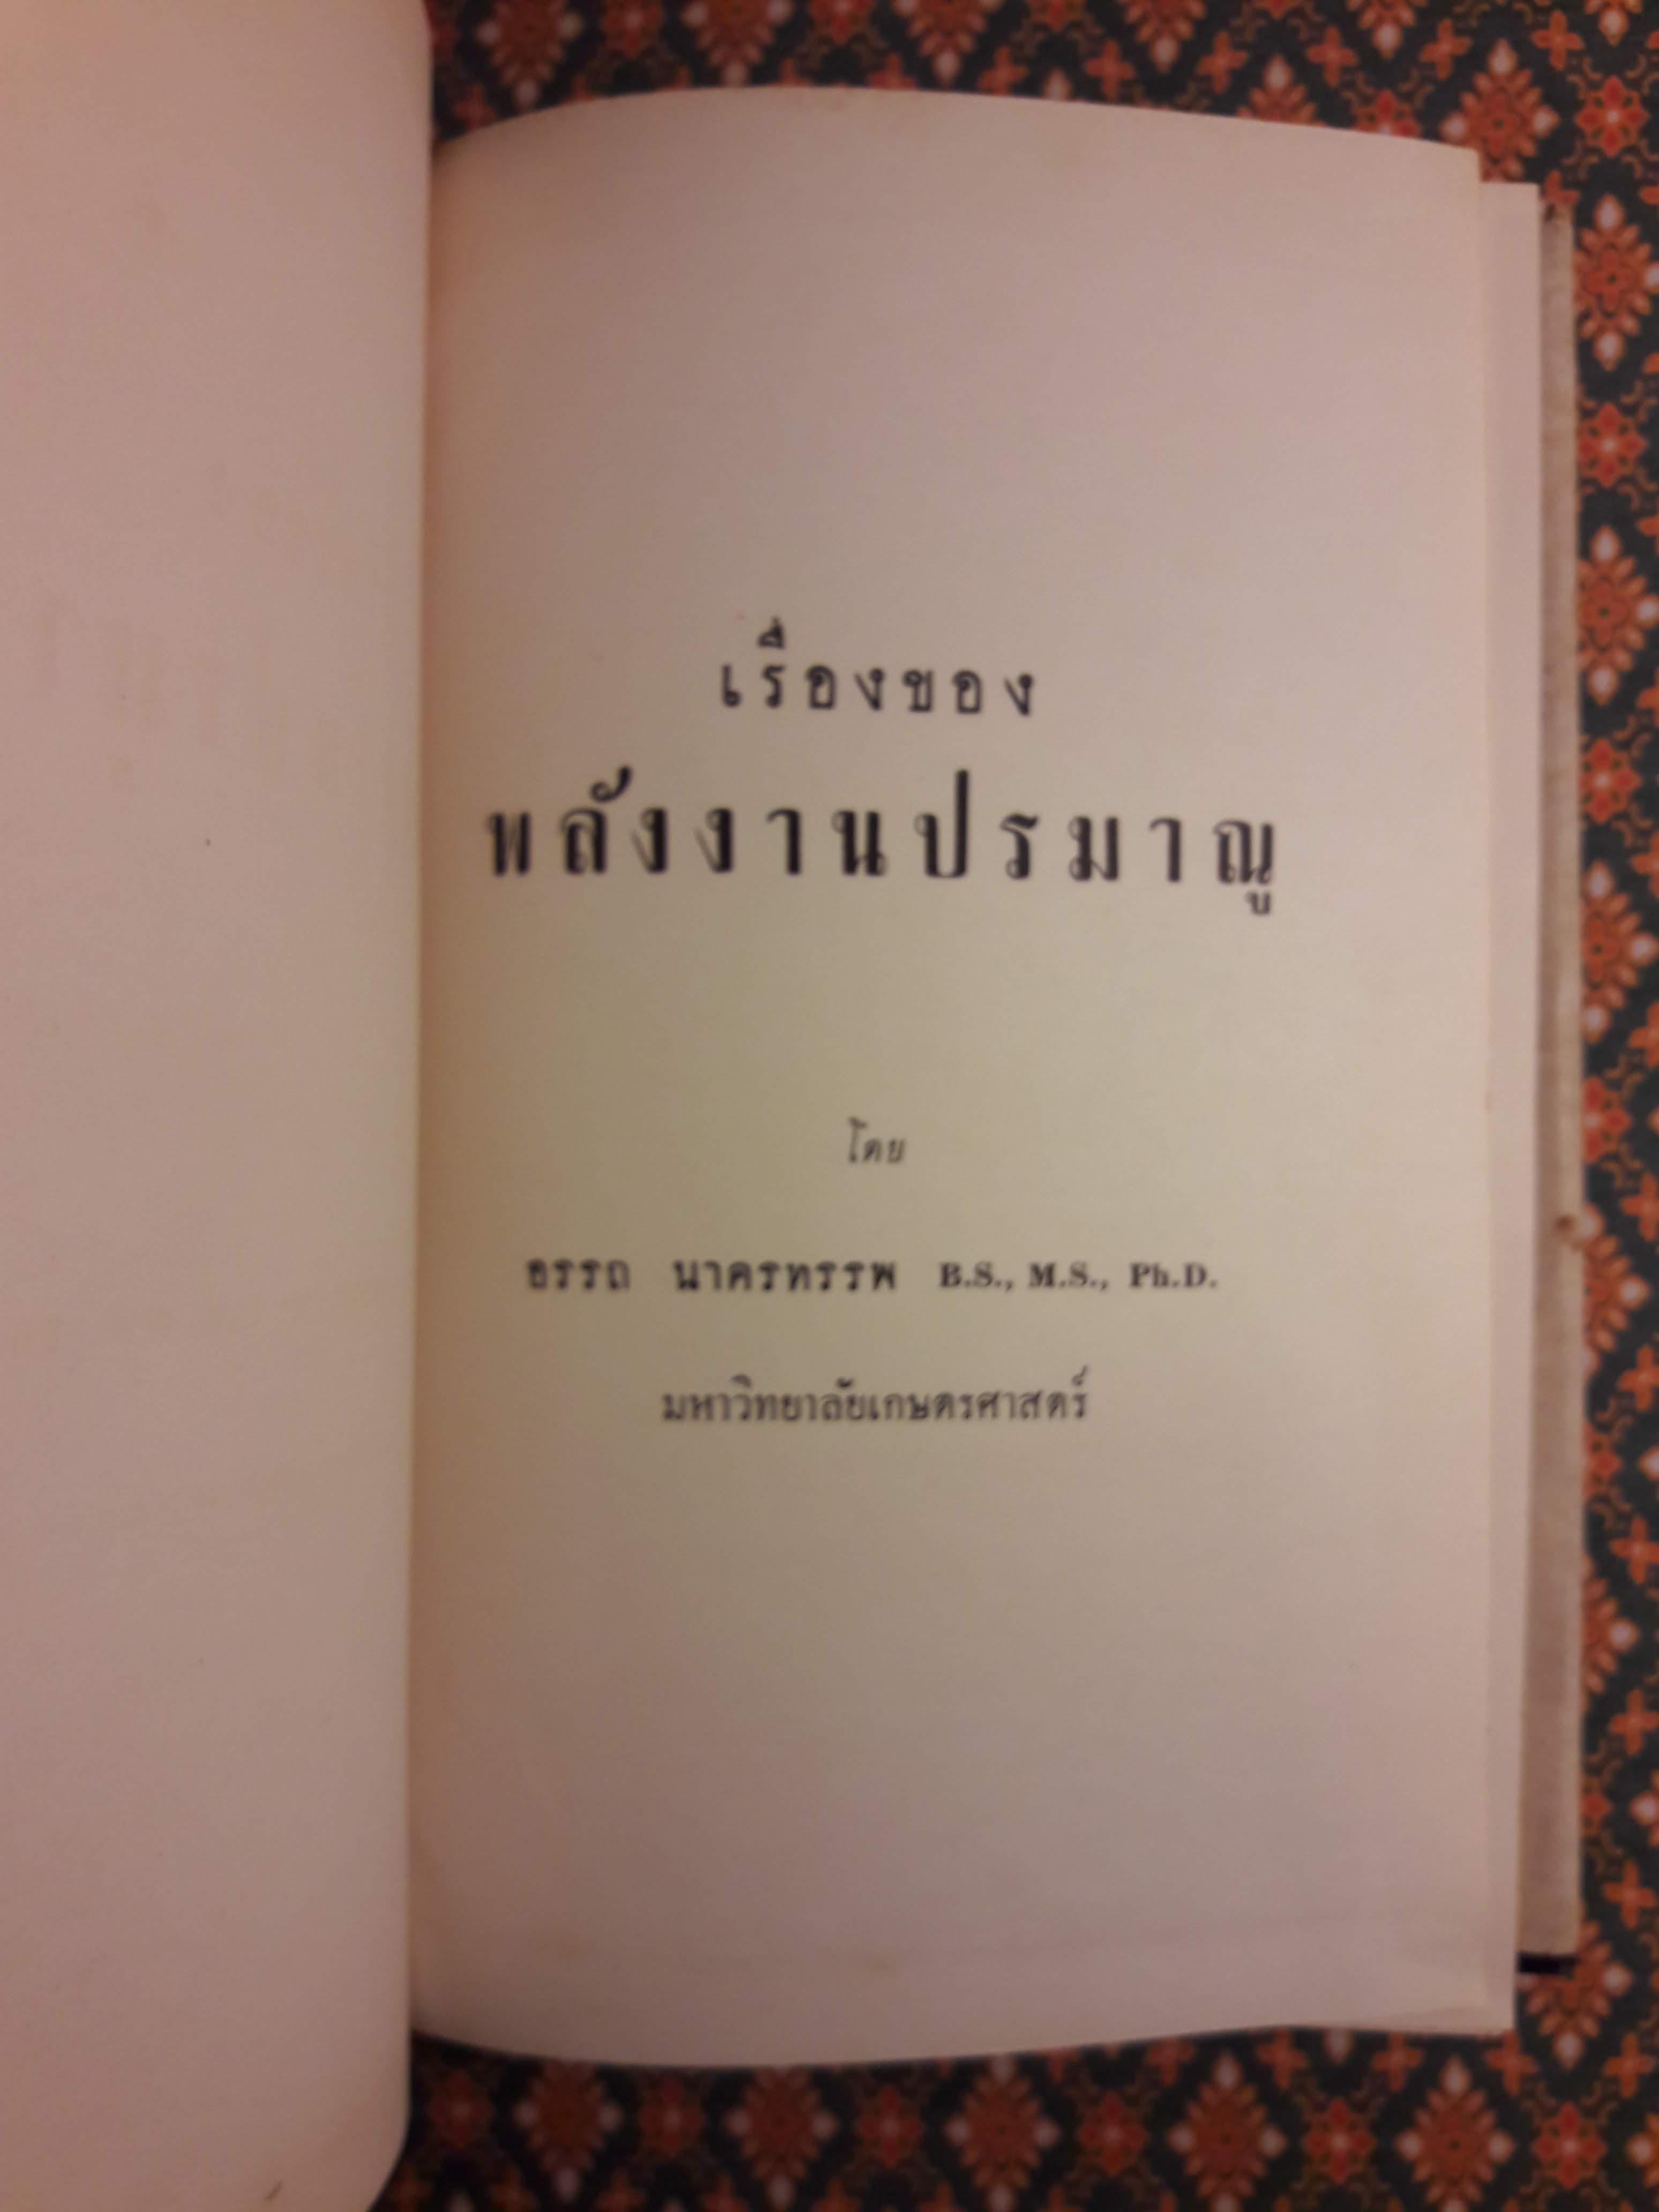 เรื่องของ
พลังงานปรมาณู
โดย
อรรถ นาครทรรพ B.S., M.S., Ph.D.
มหาวิทยาลัยเกษตรศาสตร์